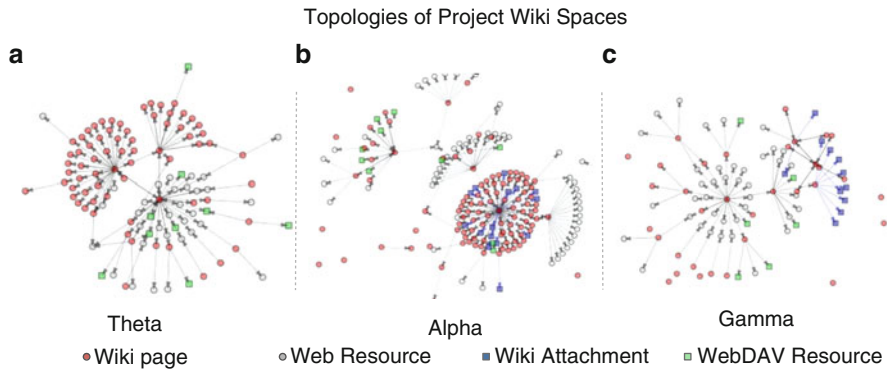 Topologies of Project Wiki Spaces
a
b
c
Theta
Alpha
Gamma
Wiki page
Web Resource
Wiki Attachment
WebDAV Resource